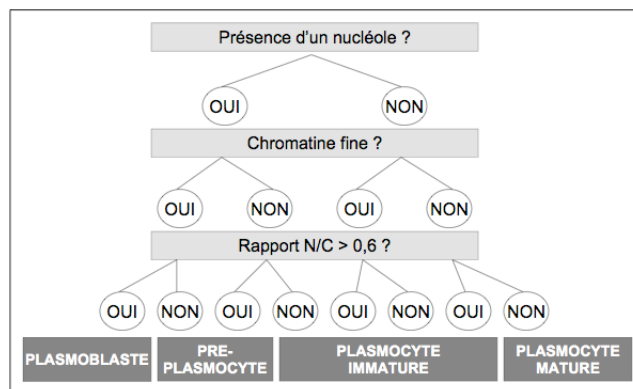 Présence d'un nucléole ?
OUI NON
Chromatine fine ?
OUI NON OUI NON
Rapport N/C > 0,6 ?
OUI NON OUI NON OUI NON OUI NON
PLASMOBLASTE
PRE-
PLASMOCYTE
PLASMOCYTE
IMMATURE
PLASMOCYTE
MATURE